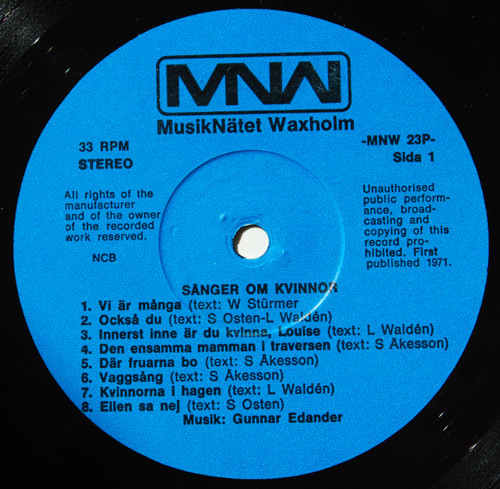 MNW
MusikNätet Waxholm
33 RPM
STEREO
-MNW 23P-
Sida 1
All rights of the
manufacturer
and of the owner
of the recorded
work reserved.
NCB
Unauthorised
public perform-
ance, broad-
casting and
copying of this
record pro-
hibited. First
published 1971.
SÅNGER OM KVINNOR
1. Vi är många (text: W Stürmer
2. Också du (text: S Osten-L Waldén)
3. Innerst inne är du kvinna, Louise (text: L Waldén)
4. Den ensamma mamman i traversen (text: S Åkesson)
5. Där fruarna bo (text: S Åkesson)
6. Vaggsång (text: S Åkesson)
7. Kvinnorna i hagen (text: L Waldén)
8. Ellen sa nej (text: S Osten)
Musik: Gunnar Edander